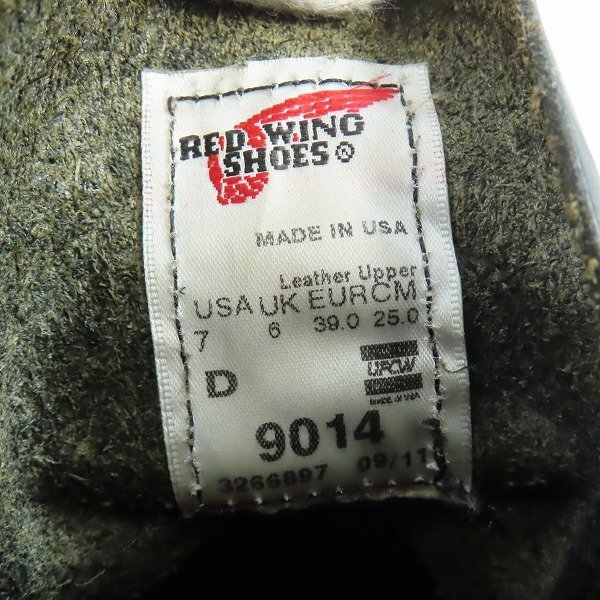 RED WING
SHOES®
MADE IN USA
Leather Upper
USA UK EUR CM
7 6 39.0 25.0
D
UFCW
MADE IN USA
9014
3266897 09/11